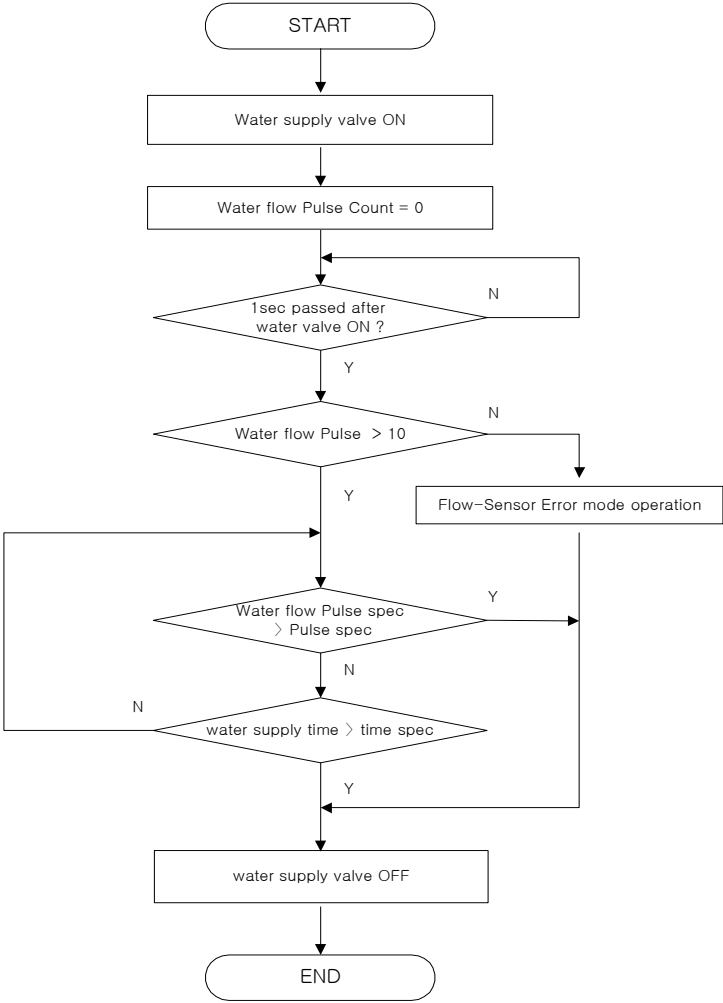 START
Water supply valve ON
Water flow Pulse Count = 0
N
1sec passed after
water valve ON ?
Y
N
Water flow Pulse > 10
Y
Flow-Sensor Error mode operation
Y
Water flow Pulse spec
〉 Pulse spec
N
N
water supply time 〉 time spec
Y
water supply valve OFF
END